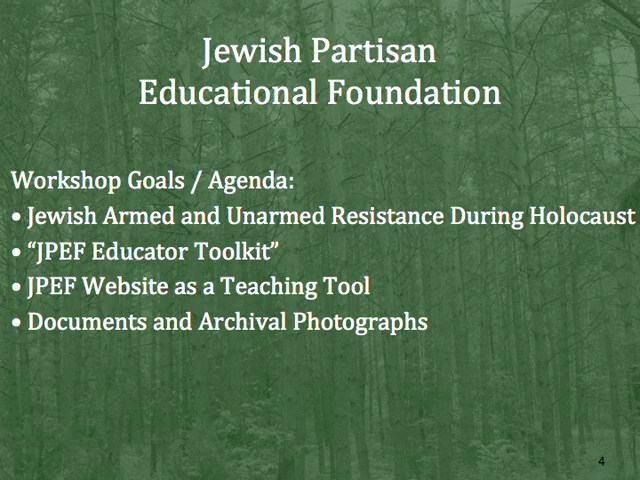 Jewish Partisan
Educational Foundation
Workshop Goals / Agenda:
• Jewish Armed and Unarmed Resistance During Holocaust
• “JPEF Educator Toolkit”
• JPEF Website as a Teaching Tool
• Documents and Archival Photographs
4